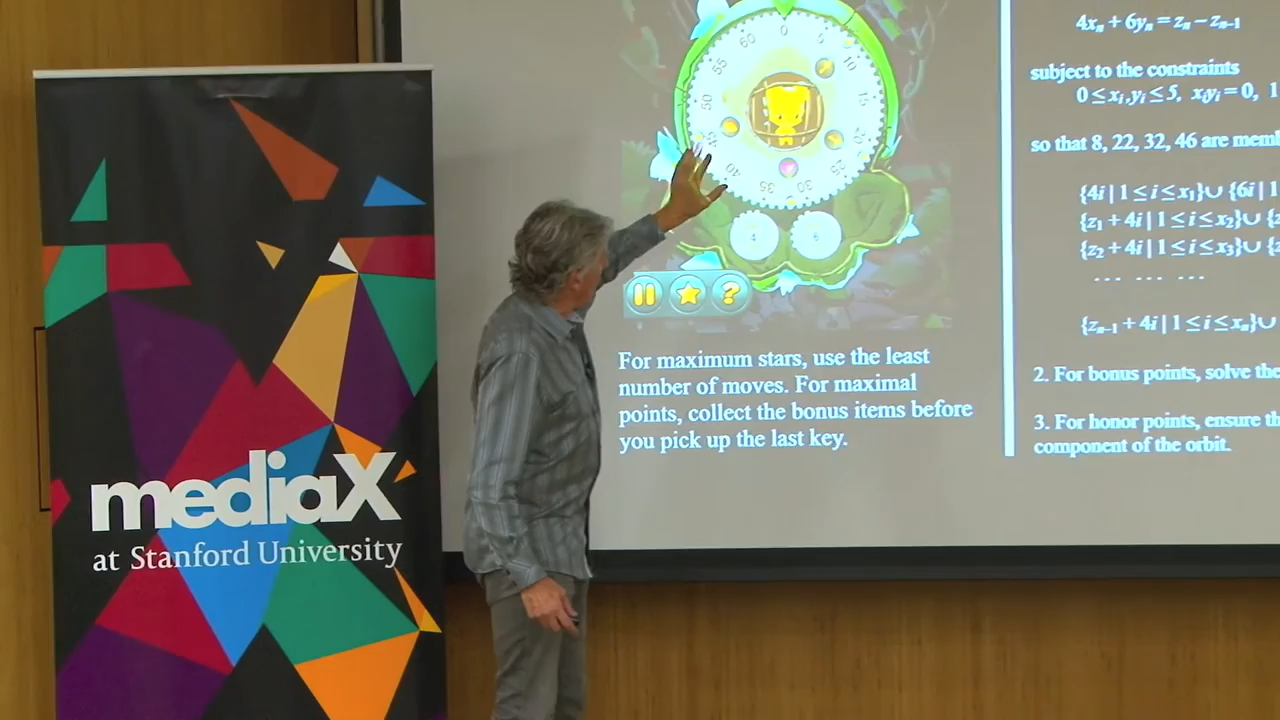 mediaX
at Stanford University
60 0 5
55 10
50 15
45 20
40 25
35 30
4 6
?
For maximum stars, use the least
number of moves. For maximal
points, collect the bonus items before
you pick up the last key.
4xₙ + 6yₙ = zₙ − zₙ₋₁
subject to the constraints
0 ≤ xᵢ,yᵢ ≤ 5, xᵢyᵢ = 0, 1
so that 8, 22, 32, 46 are
{4i | 1 ≤ i ≤ x₁}∪ {6i | 1
{z₁ + 4i | 1 ≤ i ≤ x₂}∪
{z₂ + 4i | 1 ≤ i ≤ x₃}∪
... ... ...
{zₙ₋₁ + 4i | 1 ≤ i ≤ xₙ}∪
2. For bonus points, solve the
3. For honor points, ensure
component of the orbit.